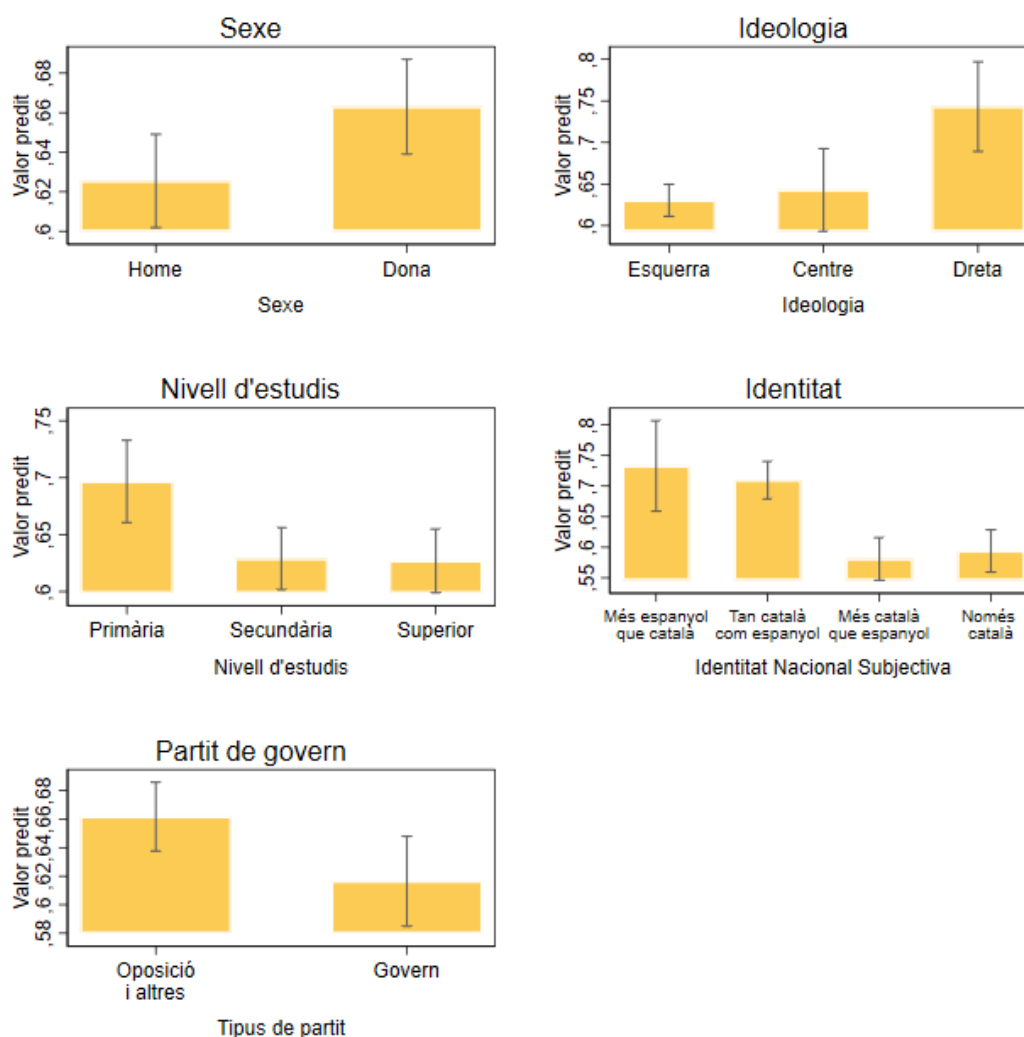 Sexe
Valor predit
,6 ,62 ,64 ,66 ,68
Home Dona
Sexe
Ideologia
Valor predit
,6 ,65 ,7 ,75 ,8
Esquerra Centre Dreta
Ideologia
Nivell d'estudis
Valor predit
,6 ,65 ,7 ,75
Primària Secundària Superior
Nivell d'estudis
Identitat
Valor predit
,55 ,6 ,65 ,7 ,75 ,8
Més espanyol Tan català Més català Només
que català com espanyol que espanyol català
Identitat Nacional Subjectiva
Partit de govern
Valor predit
,58 ,6 ,62 ,64 ,66 ,68
Oposició Govern
i altres
Tipus de partit